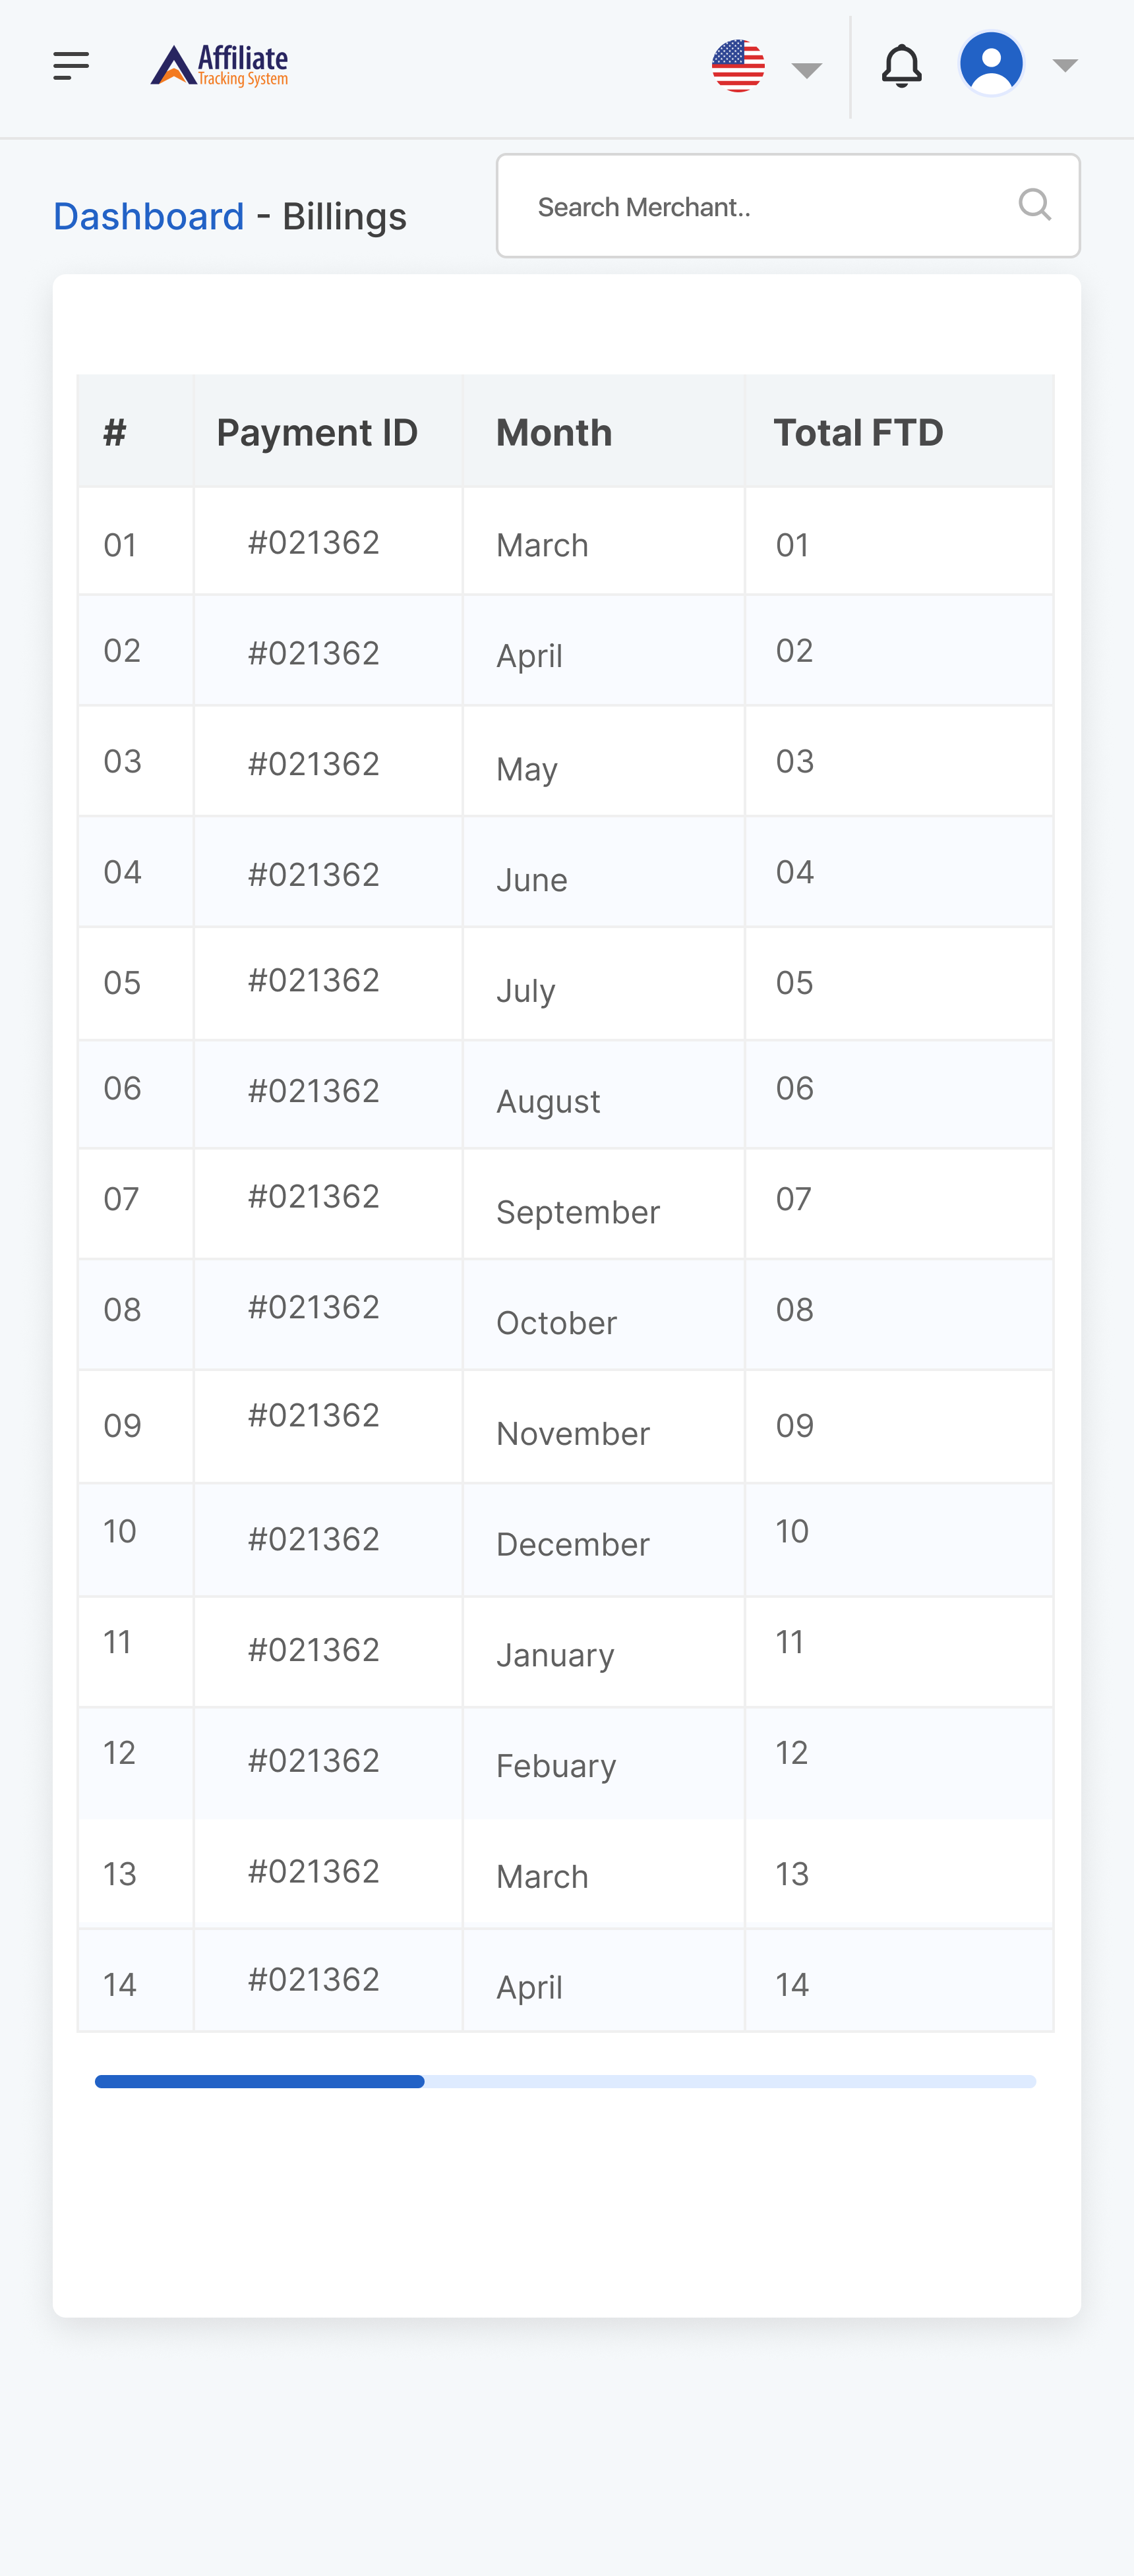 Affiliate
Tracking System
Dashboard - Billings
Search Merchant..
# Payment ID Month Total FTD
01 #021362 March 01
02 #021362 April 02
03 #021362 May 03
04 #021362 June 04
05 #021362 July 05
06 #021362 August 06
07 #021362 September 07
08 #021362 October 08
09 #021362 November 09
10 #021362 December 10
11 #021362 January 11
12 #021362 Febuary 12
13 #021362 March 13
14 #021362 April 14